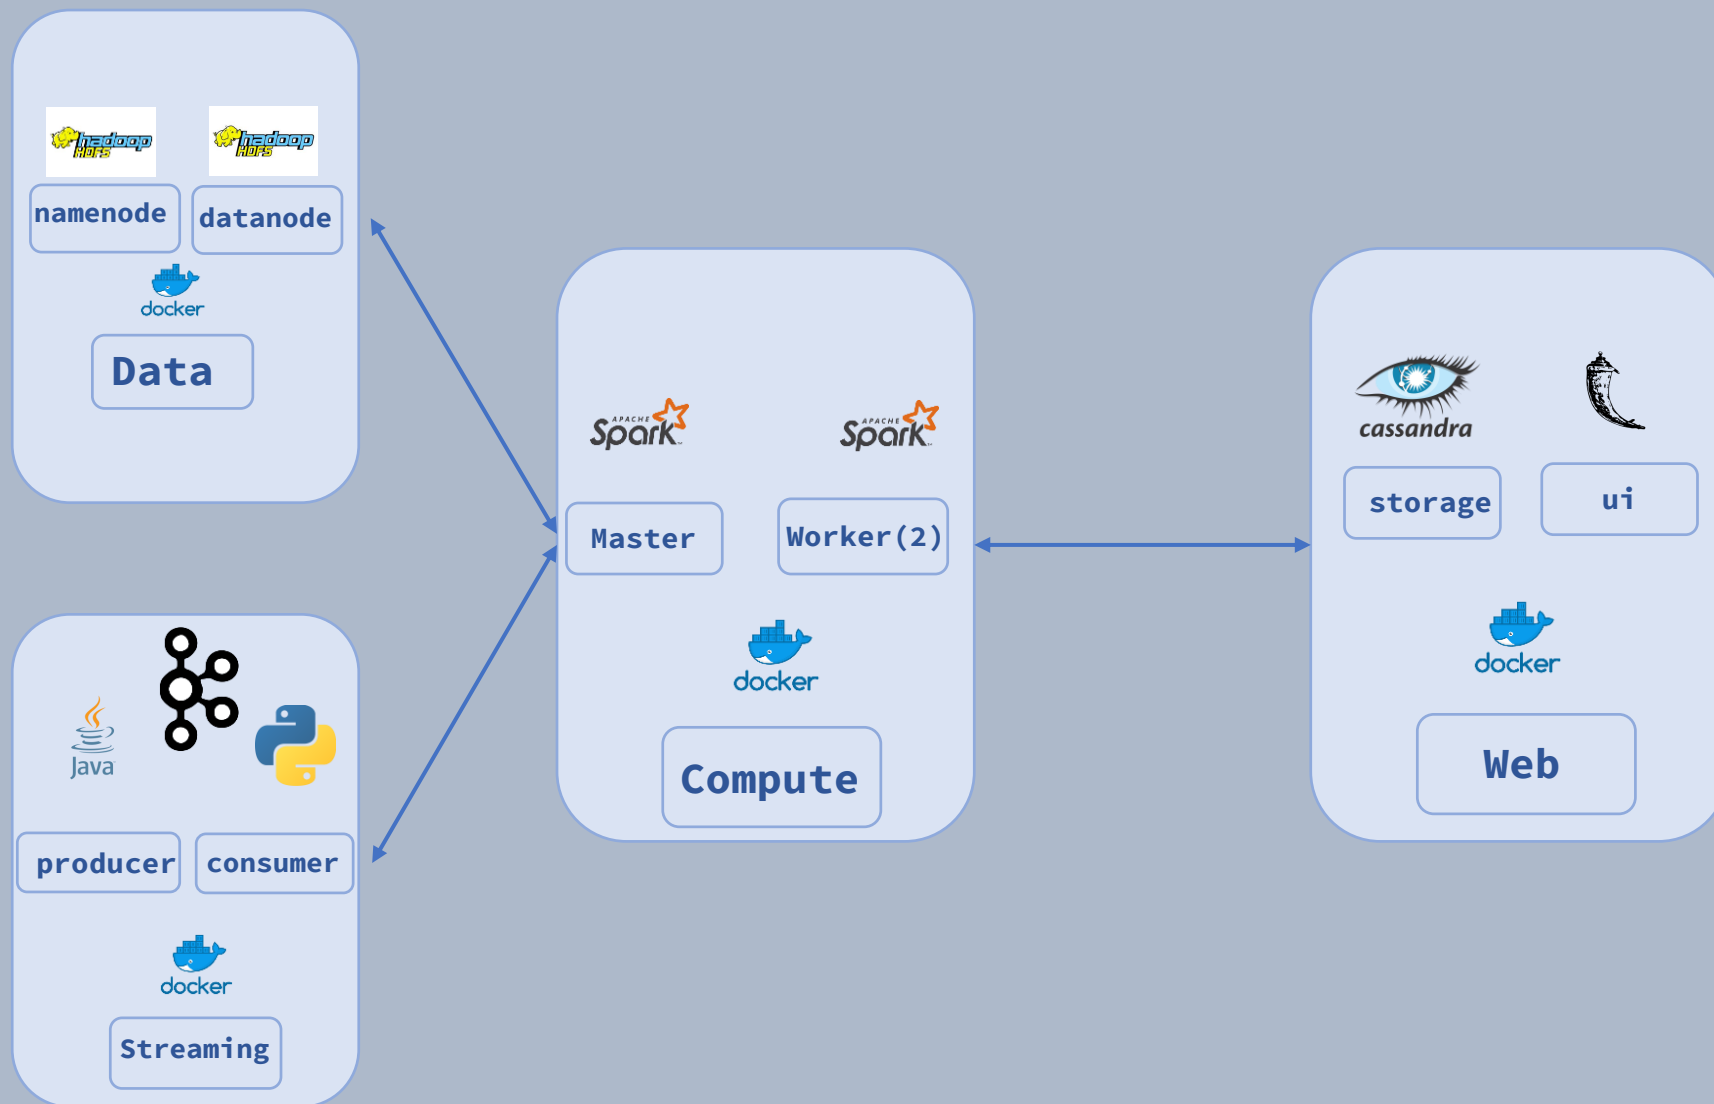 hadoop
HDFS
hadoop
HDFS
namenode
datanode
docker
Data
Java
producer
consumer
docker
Streaming
APACHE
Spark
APACHE
Spark
Master
Worker(2)
docker
Compute
cassandra
storage
ui
docker
Web